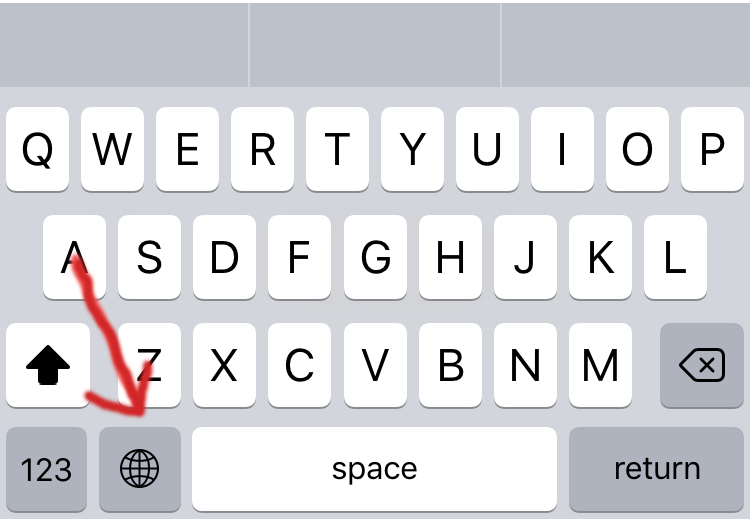 Q W E R T Y U I O P
A S D F G H J K L
Z X C V B N M
123 space return